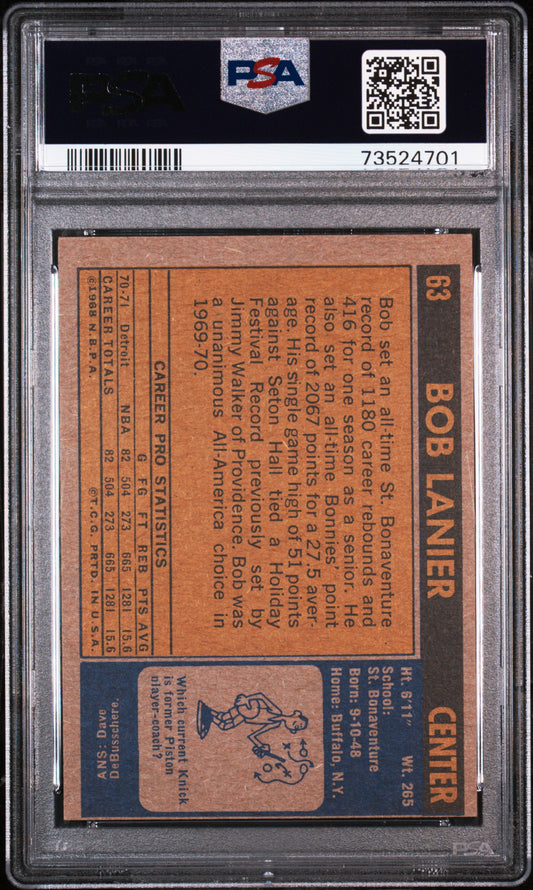 PSA
PSA
73524701
63 BOB LANIER CENTER
Bob set an all-time St. Bonaventure
record of 1180 career rebounds and
416 for one season as a senior. He
also set an all-time Bonnies' point
record of 2067 points for a 27.5 aver-
age. His single game high of 51 points
against Seton Hall tied a Holiday
Festival Record previously set by
Jimmy Walker of Providence. Bob was
a unanimous All-America choice in
1969-70.
CAREER PRO STATISTICS
G FG FT REB PTS AVG
70-71 Detroit NBA 82 504 273 665 1281 15.6
CAREER TOTALS 82 504 273 665 1281 15.6
©1968 N.B.P.A. ©T.C.G. PRTD. IN U.S.A.
Ht. 6'11" Wt. 265
School:
St. Bonaventure
Born: 9-10-48
Home: Buffalo, N.Y.
Which current Knick
is former Piston
player-coach?
ANS: Dave
DeBusschere.
PSA